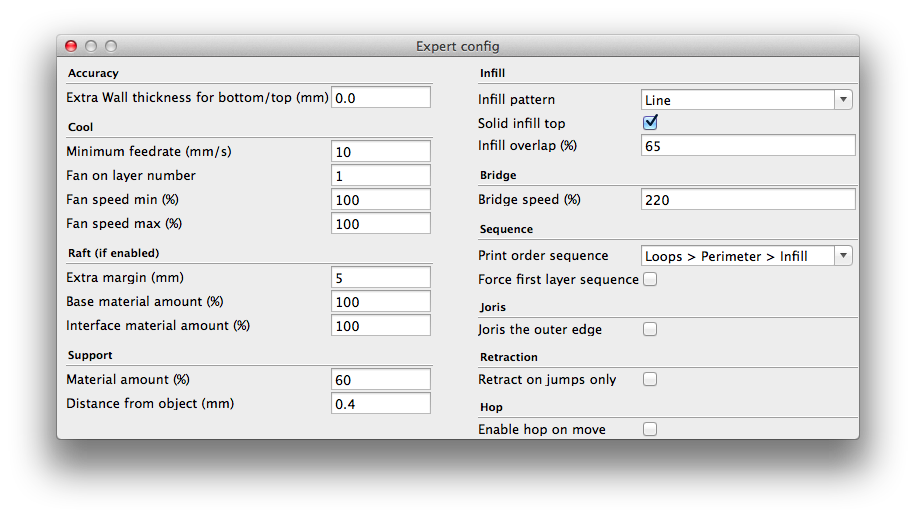 Expert config
Accuracy
Extra Wall thickness for bottom/top (mm) 0.0
Cool
Minimum feedrate (mm/s) 10
Fan on layer number 1
Fan speed min (%) 100
Fan speed max (%) 100
Raft (if enabled)
Extra margin (mm) 5
Base material amount (%) 100
Interface material amount (%) 100
Support
Material amount (%) 60
Distance from object (mm) 0.4
Infill
Infill pattern Line
Solid infill top
Infill overlap (%) 65
Bridge
Bridge speed (%) 220
Sequence
Print order sequence Loops > Perimeter > Infill
Force first layer sequence
Joris
Joris the outer edge
Retraction
Retract on jumps only
Hop
Enable hop on move